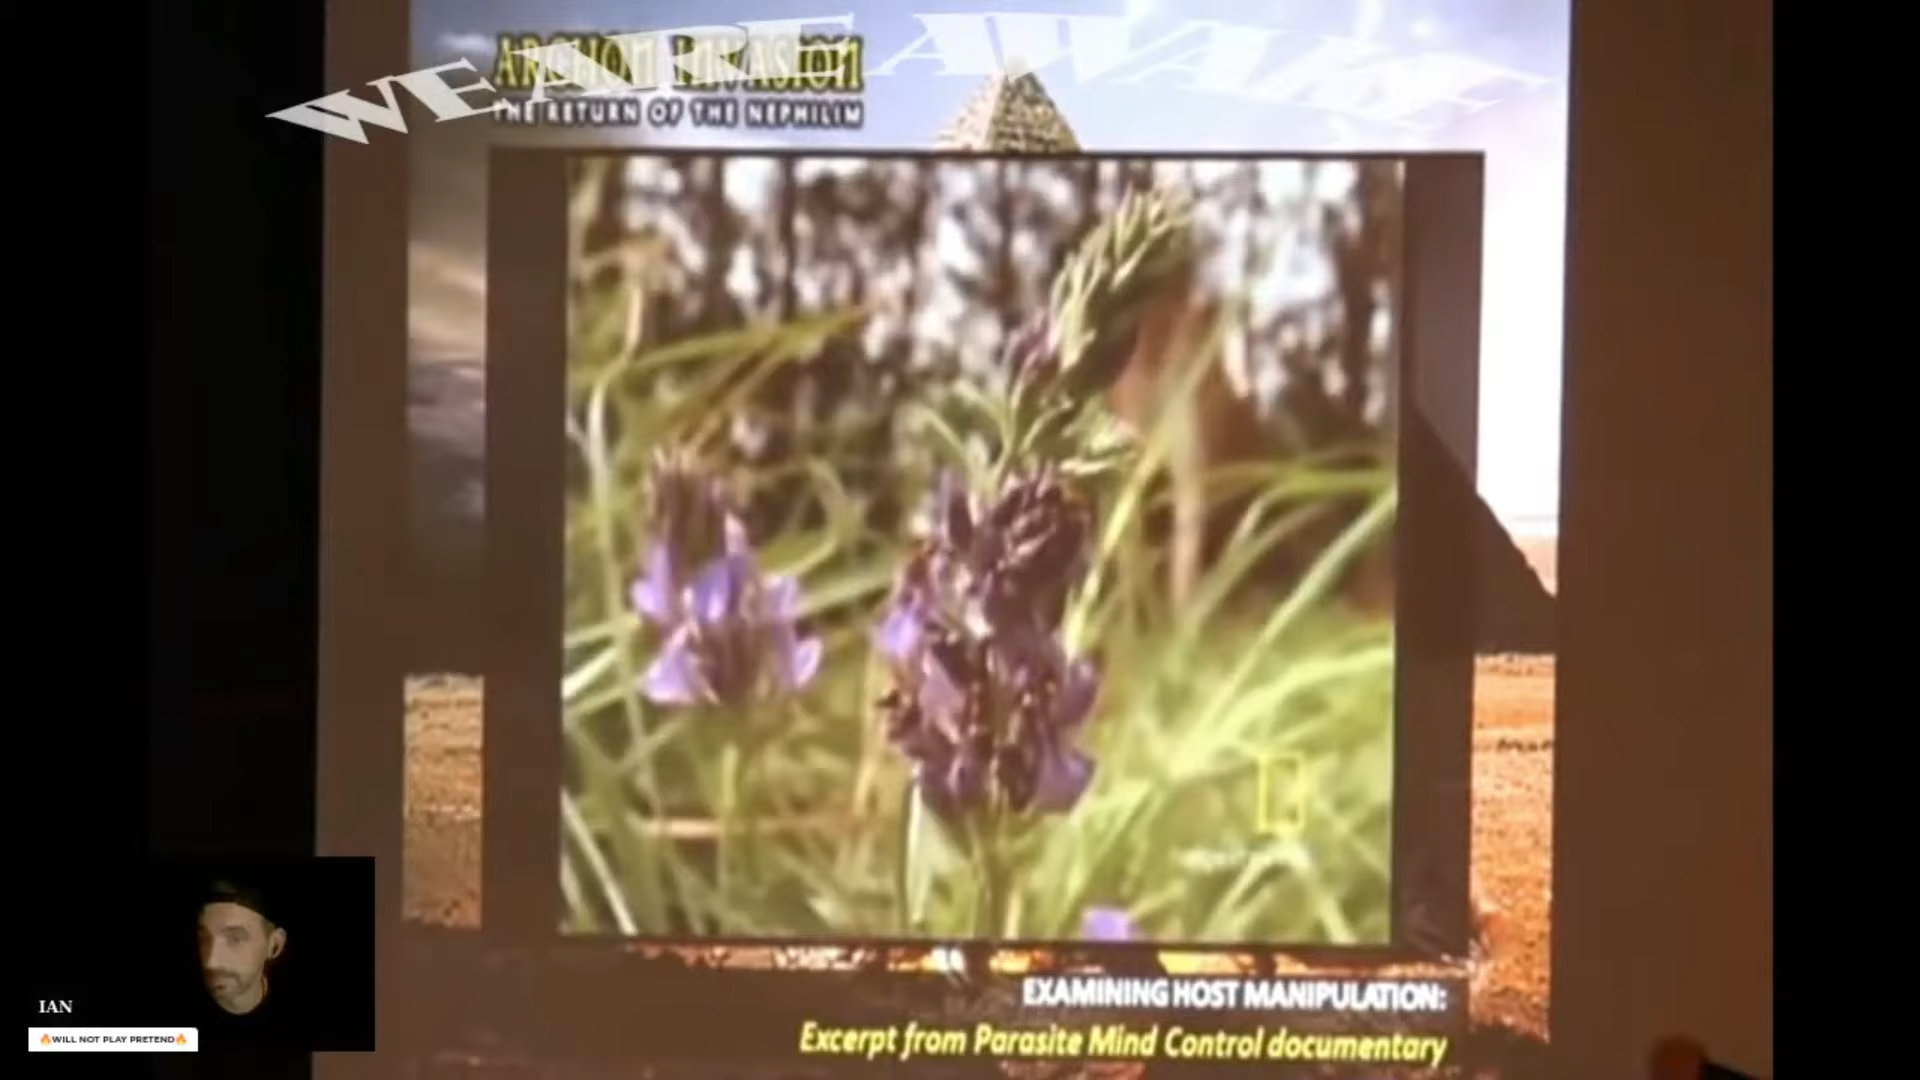 WE ARE AWAKE
ARCHON INVASION
THE RETURN OF THE NEPHILIM
EXAMINING HOST MANIPULATION:
Excerpt from Parasite Mind Control documentary
IAN
🔥WILL NOT PLAY PRETEND🔥